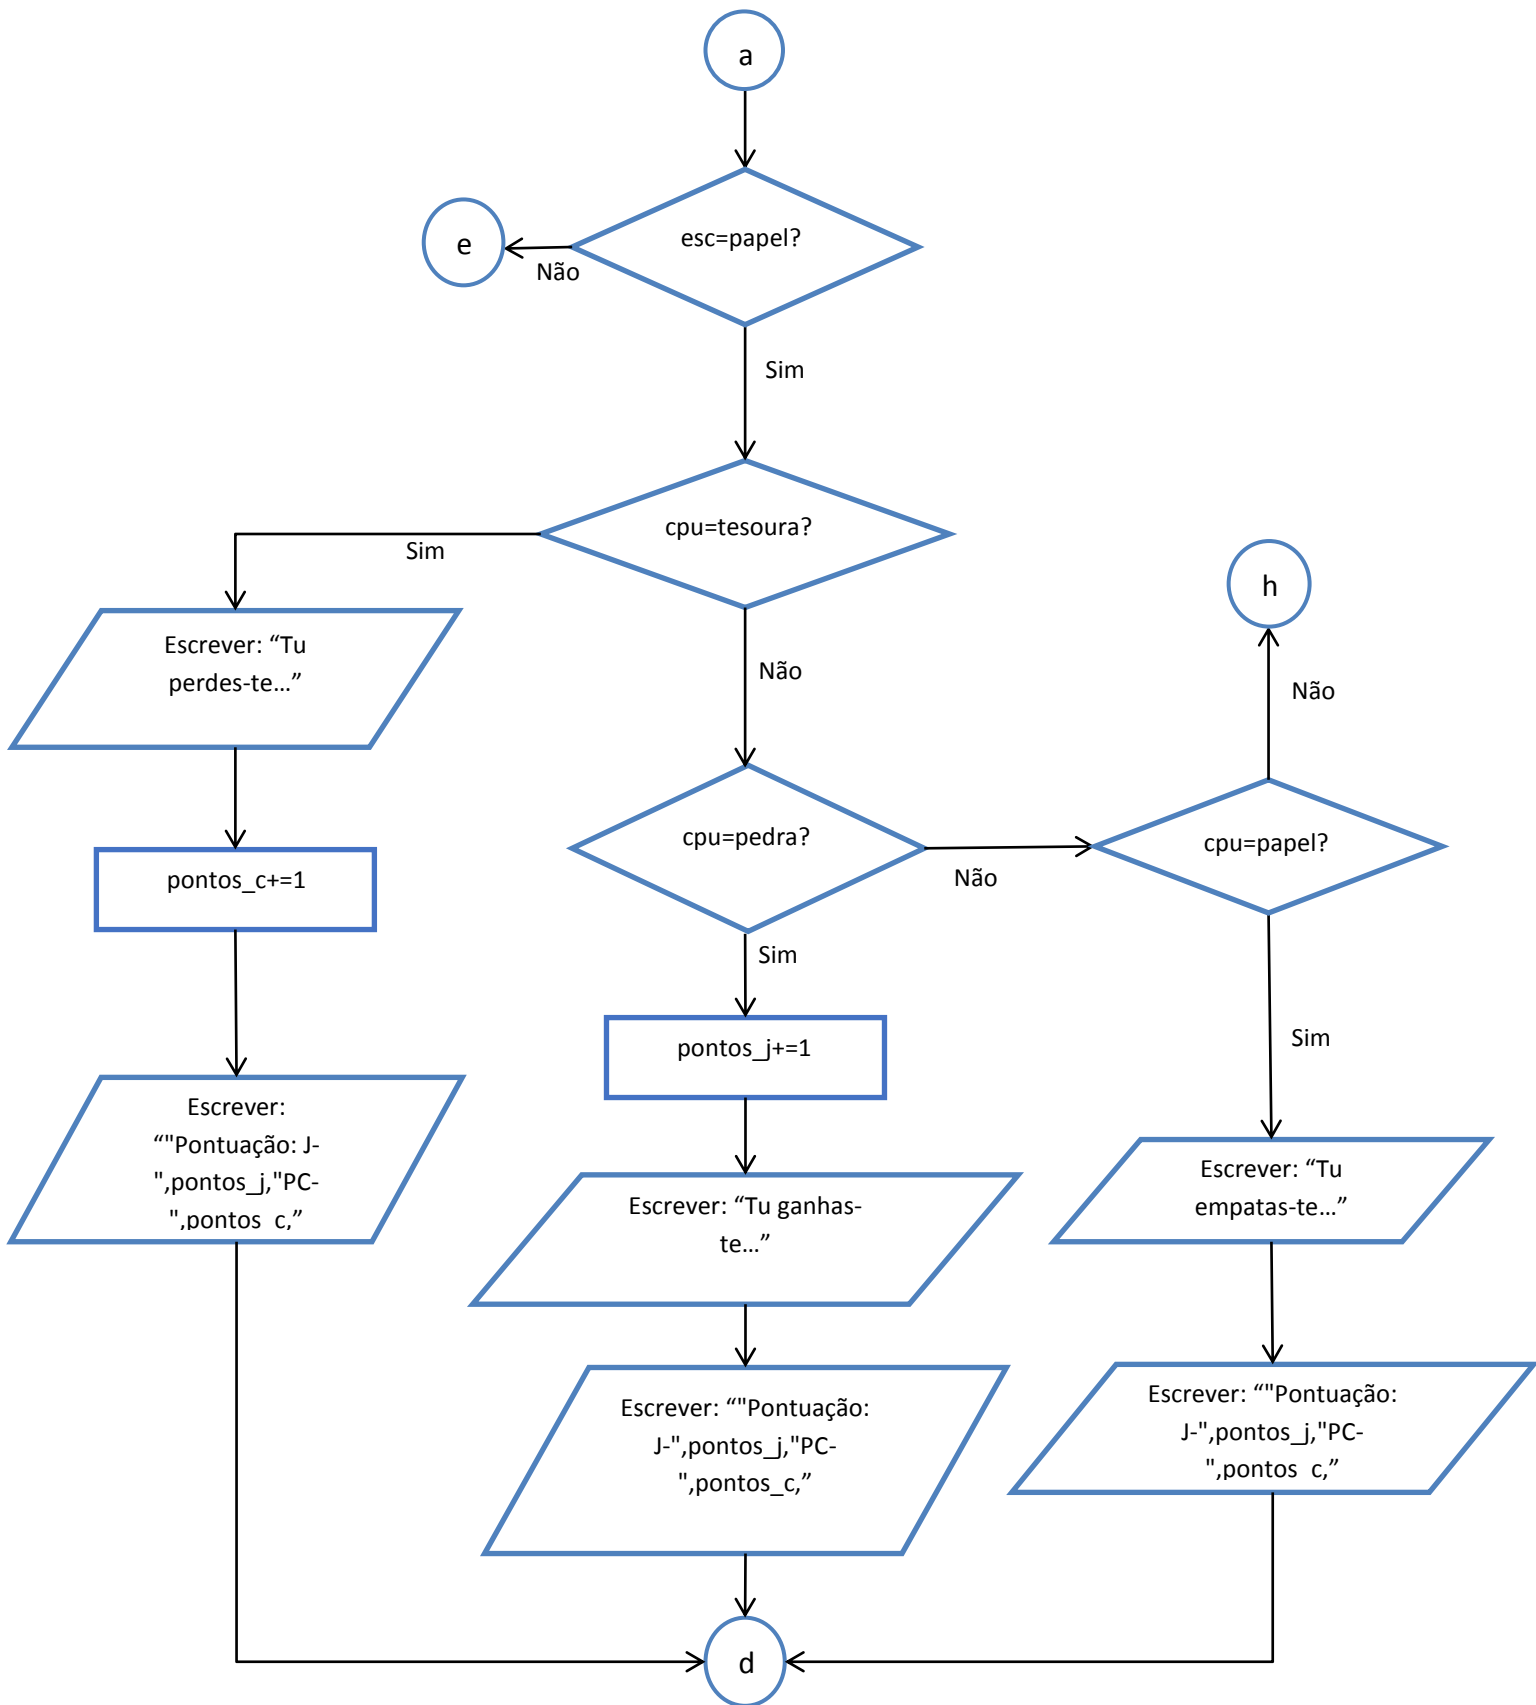 a
esc=papel?
e
Não
Sim
cpu=tesoura?
Sim
h
Escrever: “Tu
perdes-te...”
Não
Não
cpu=pedra?
cpu=papel?
pontos_c+=1
Não
Sim
Sim
pontos_j+=1
Escrever:
“"Pontuação: J-
",pontos_j,"PC-
",pontos_c,”
Escrever: “Tu ganhas-
te...”
Escrever: “Tu
empatas-te...”
Escrever: “"Pontuação:
J-",pontos_j,"PC-
",pontos_c,”
Escrever: “"Pontuação:
J-",pontos_j,"PC-
",pontos_c,”
d